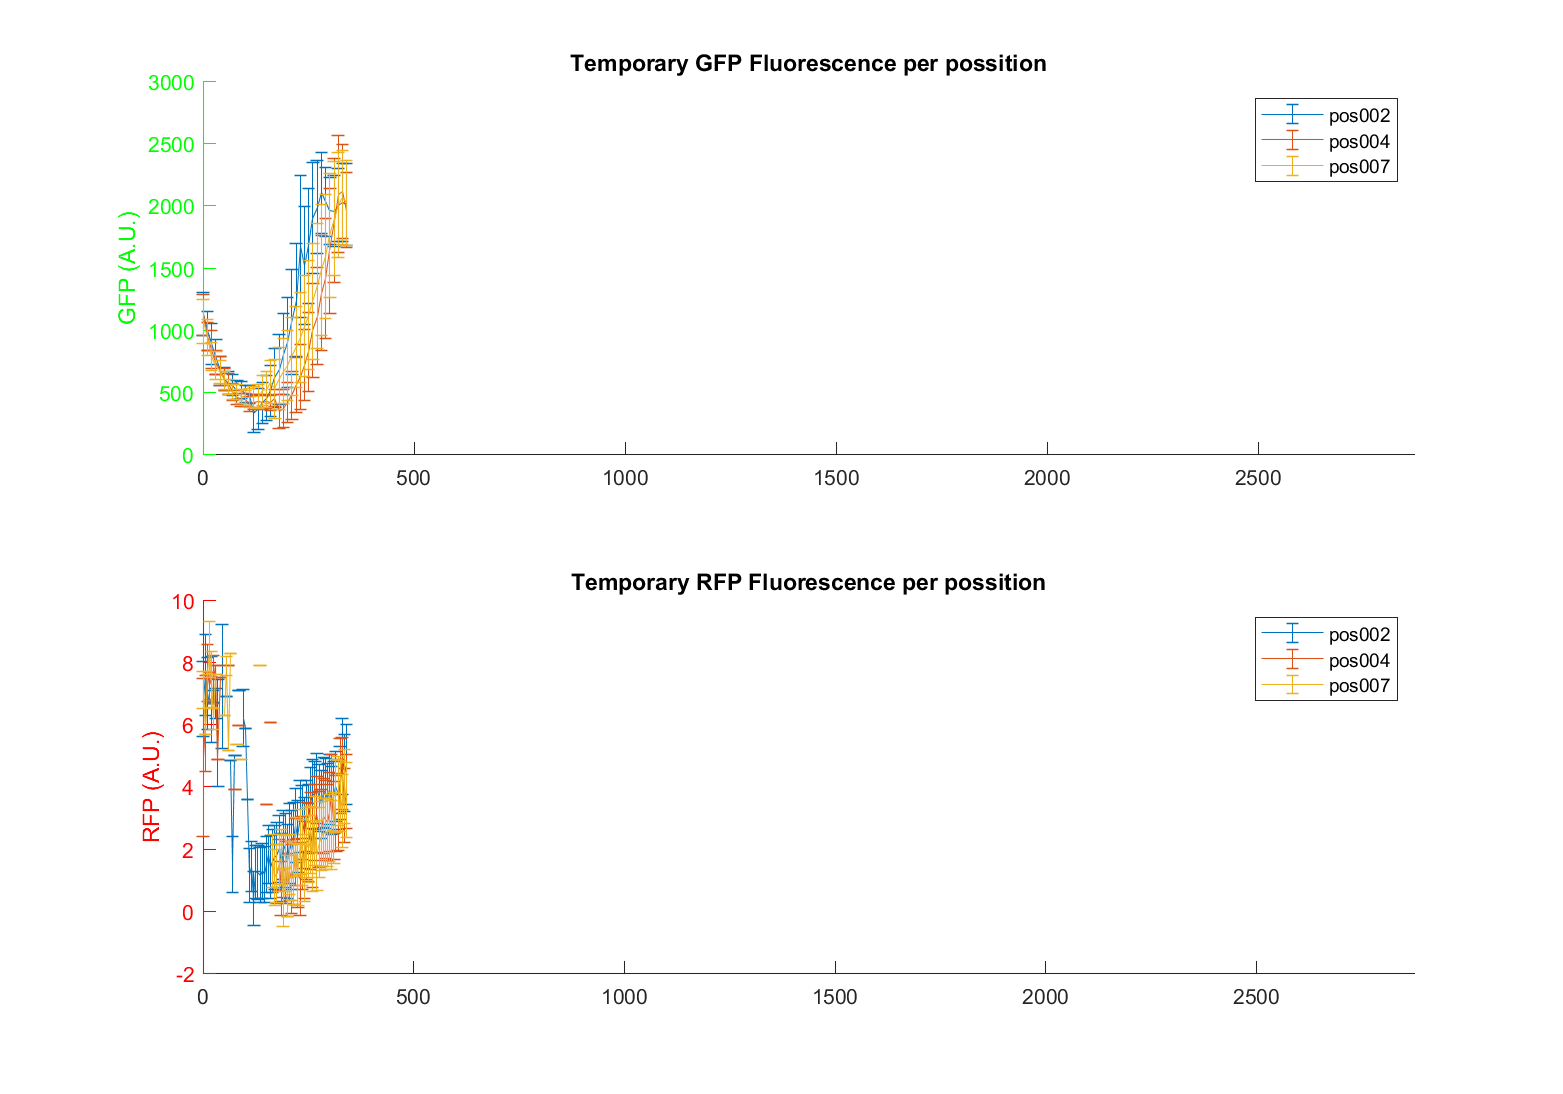 Temporary GFP Fluorescence per possition
3000
2500
2000
1500
1000
500
0
GFP (A.U.)
pos002
pos004
pos007
0 500 1000 1500 2000 2500
Temporary RFP Fluorescence per possition
10
8
6
4
2
0
-2
RFP (A.U.)
pos002
pos004
pos007
0 500 1000 1500 2000 2500